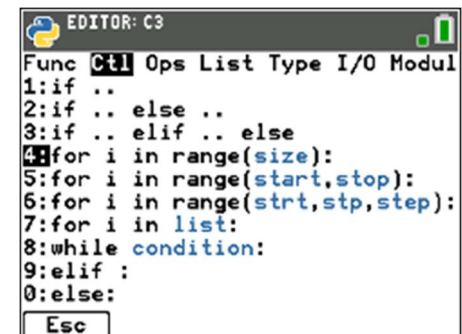 EDITOR: C3
Func Ctl Ops List Type I/O Modul
1:if ..
2:if .. else ..
3:if .. elif .. else
4:for i in range(size):
5:for i in range(start,stop):
6:for i in range(strt,stp,step):
7:for i in list:
8:while condition:
9:elif :
0:else:
Esc